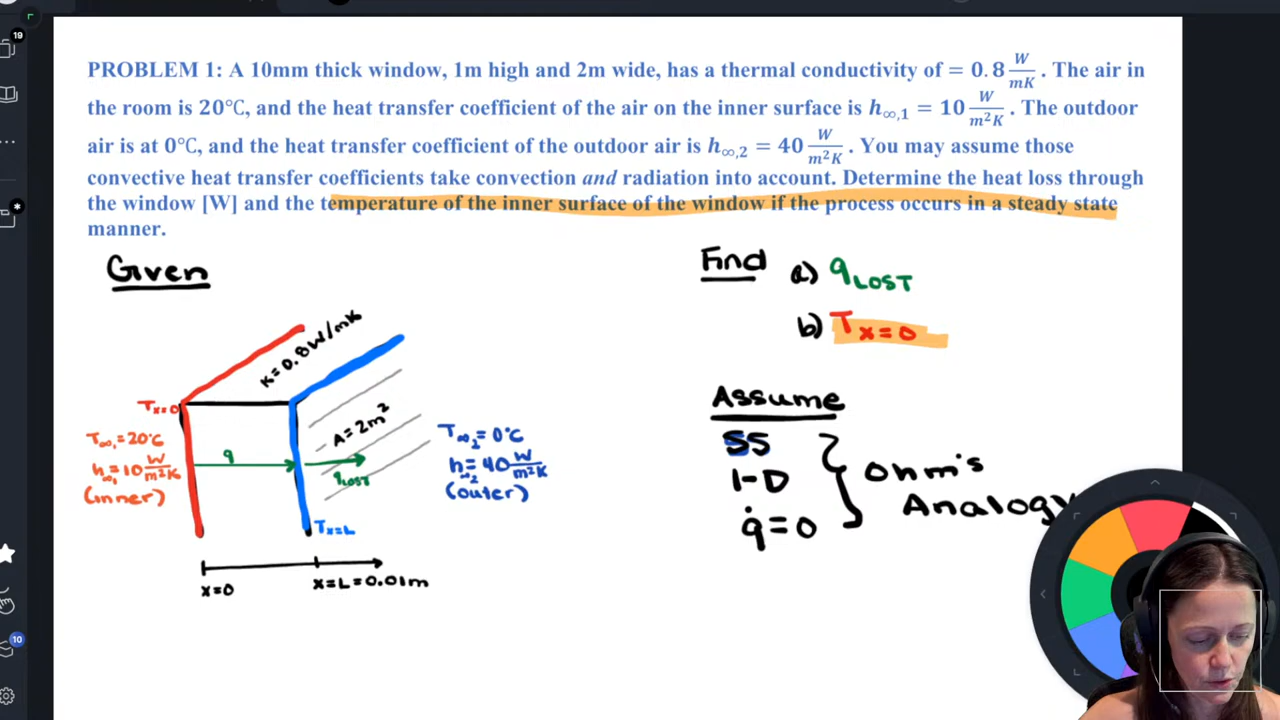 PROBLEM 1: A 10mm thick window, 1m high and 2m wide, has a thermal conductivity of = 0.8 W/mK . The air in
the room is 20°C, and the heat transfer coefficient of the air on the inner surface is h∞,1 = 10 W/m²K . The outdoor
air is at 0°C, and the heat transfer coefficient of the outdoor air is h∞,2 = 40 W/m²K . You may assume those
convective heat transfer coefficients take convection and radiation into account. Determine the heat loss through
the window [W] and the temperature of the inner surface of the window if the process occurs in a steady state
manner.
Given
K=0.8W/mK
Tx=0
T∞1=20°C
h∞1=10 W/m²K
(inner)
q
A=2m²
qLOST
T∞2=0°C
h∞2=40 W/m²K
(outer)
Tx=L
x=0
x=L=0.01m
Find
a) qLOST
b) Tx=0
Assume
SS
1-D
q̇=0
Ohm's
Analogy
19
10